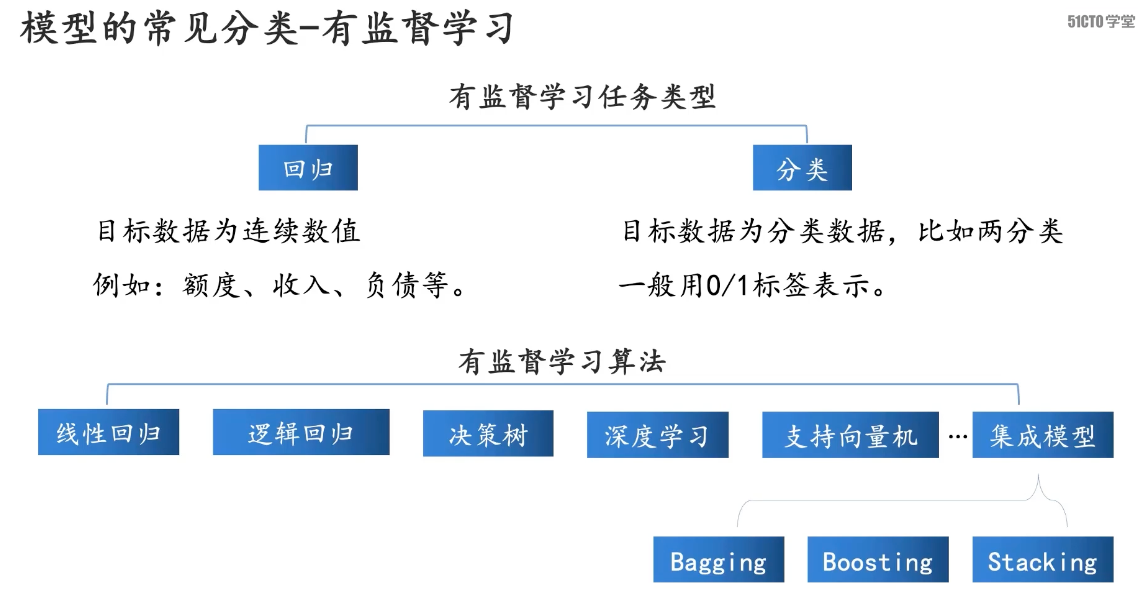 模型的常见分类-有监督学习
51CTO学堂
有监督学习任务类型
回归
分类
目标数据为连续数值
例如：额度、收入、负债等。
目标数据为分类数据，比如两分类
一般用0/1标签表示。
有监督学习算法
线性回归
逻辑回归
决策树
深度学习
支持向量机
…
集成模型
Bagging
Boosting
Stacking